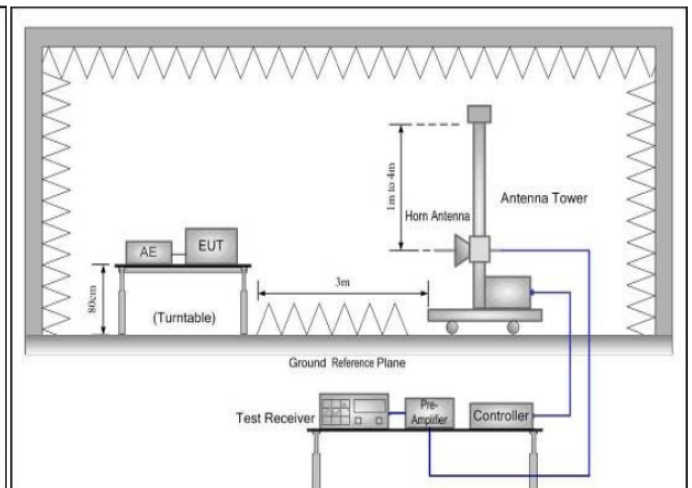 1m to 4m
Horn Antenna
Antenna Tower
AE
EUT
80cm
(Turntable)
3m
Ground Reference Plane
Test Receiver
Pre-
Amplifier
Controller